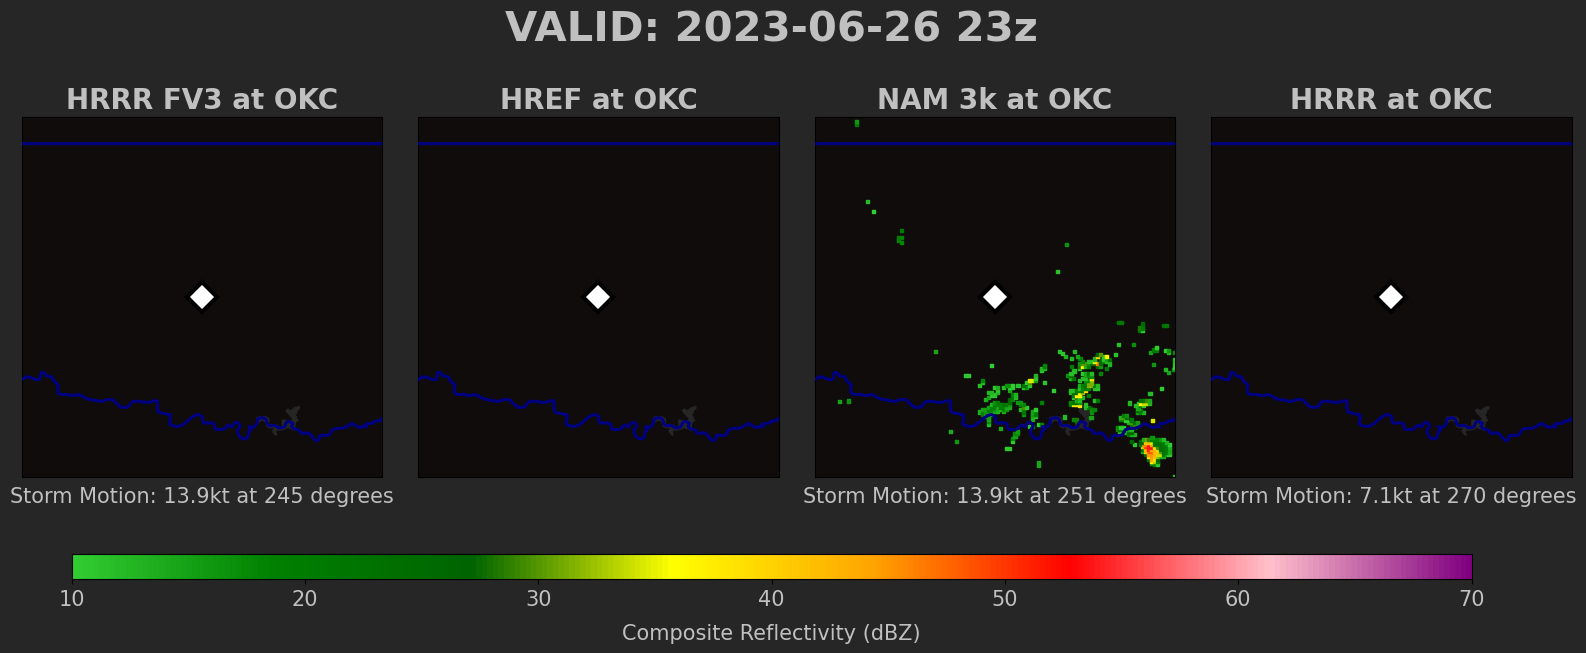 VALID: 2023-06-26 23z
HRRR FV3 at OKC
HREF at OKC
NAM 3k at OKC
HRRR at OKC
Storm Motion: 13.9kt at 245 degrees
Storm Motion: 13.9kt at 251 degrees
Storm Motion: 7.1kt at 270 degrees
10 20 30 40 50 60 70
Composite Reflectivity (dBZ)